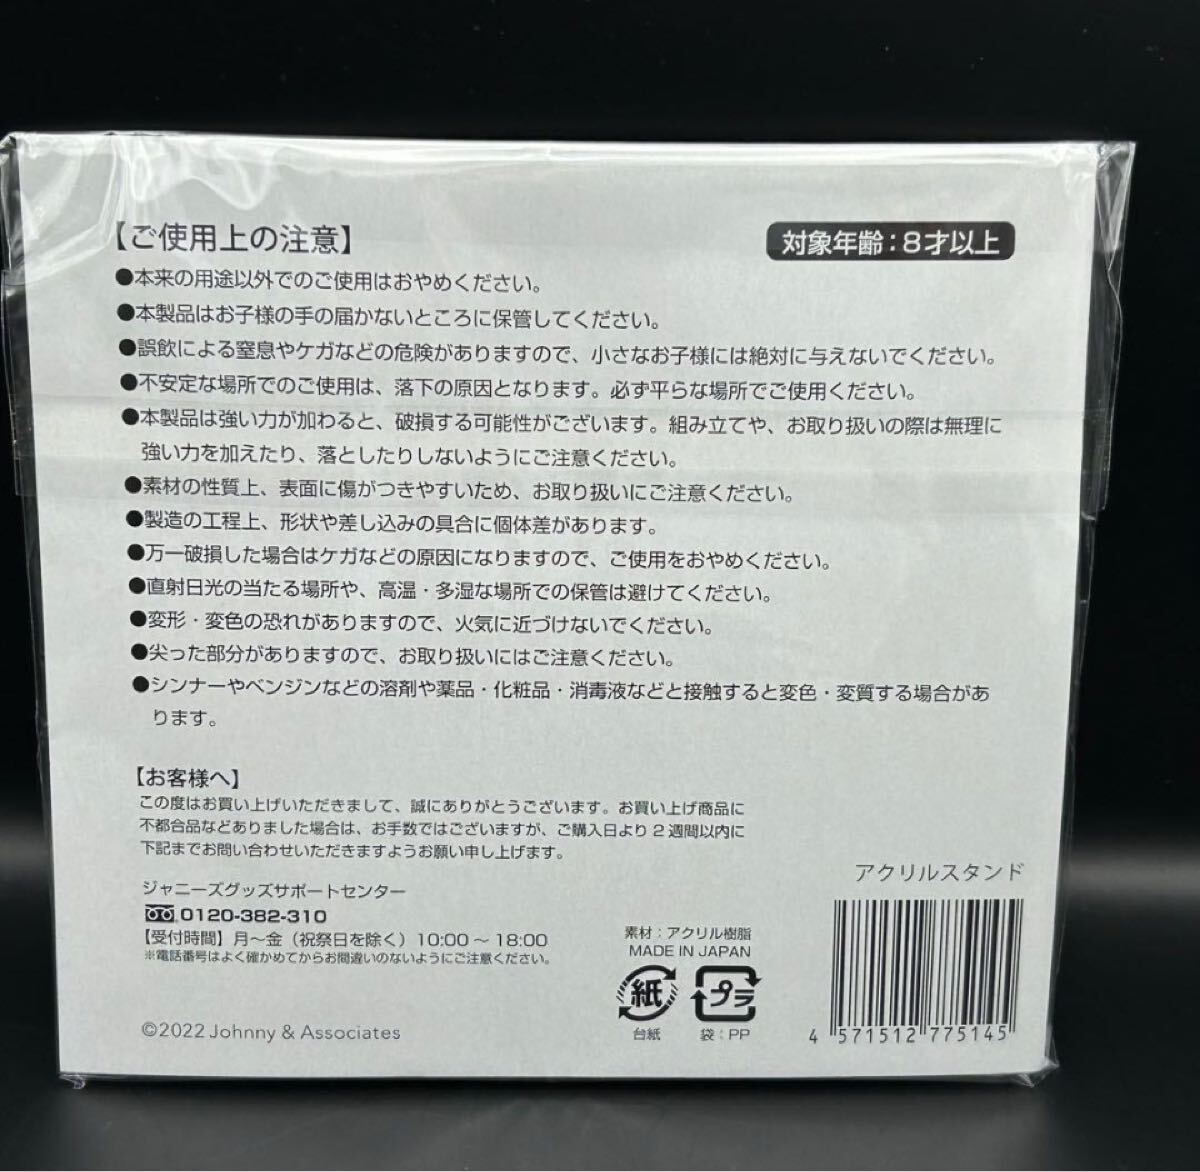 【ご使用上の注意】
対象年齢:8才以上
●本来の用途以外でのご使用はおやめください。
●本製品はお子様の手の届かないところに保管してください。
●誤飲による窒息やケガなどの危険がありますので、小さなお子様には絶対に与えないでください。
●不安定な場所でのご使用は、落下の原因となります。必ず平らな場所でご使用ください。
●本製品は強い力が加わると、破損する可能性がございます。組み立てや、お取り扱いの際は無理に
強い力を加えたり、落としたりしないようにご注意ください。
●素材の性質上、表面に傷がつきやすいため、お取り扱いにご注意ください。
●製造の工程上、形状や差し込みの具合に個体差があります。
●万一破損した場合はケガなどの原因になりますので、ご使用をおやめください。
●直射日光の当たる場所や、高温・多湿な場所での保管は避けてください。
●変形・変色の恐れがありますので、火気に近づけないでください。
●尖った部分がありますので、お取り扱いにはご注意ください。
●シンナーやベンジンなどの溶剤や薬品・化粧品・消毒液などと接触すると変色・変質する場合があ
ります。
【お客様へ】
この度はお買い上げいただきまして、誠にありがとうございます。お買い上げ商品に
不都合品などありました場合は、お手数ではございますが、ご購入日より2週間以内に
下記までお問い合わせいただきますようお願い申し上げます。
ジャニーズグッズサポートセンター
0120-382-310
【受付時間】月〜金(祝祭日を除く)10:00〜18:00
※電話番号はよく確かめてからお間違いのないようにご注意ください。
©2022 Johnny & Associates
素材:アクリル樹脂
MADE IN JAPAN
紙
プラ
台紙
袋:PP
アクリルスタンド
4 571512 775145